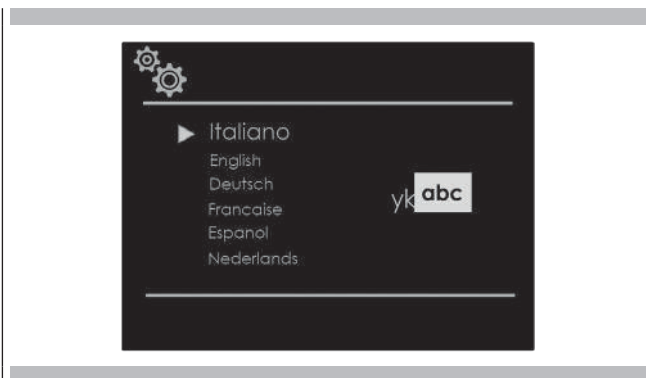 Italiano
English
Deutsch
Francaise
yk abc
Espanol
Nederlands